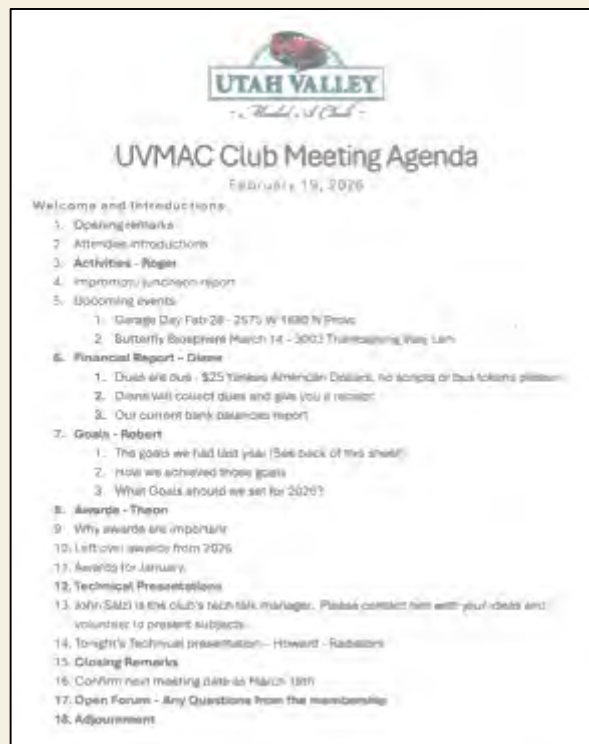 UTAH VALLEY
- Model A Club -
UVMAC Club Meeting Agenda
February 19, 2026
Welcome and Introductions
1. Opening remarks
2. Attendee introductions
3. Activities - Roger
4. Impromptu luncheon report
5. Upcoming events
1. Garage Day Feb 28 - 2575 W 1680 N Provo
2. Butterfly Biosphere March 14 - 3003 Thanksgiving Way, Lehi
6. Financial Report – Diane
1. Dues are due - $25 Yankee American Dollars, no scripts or bus tokens please
2. Diane will collect dues and give you a receipt
3. Our current bank balances report
7. Goals - Robert
1. The goals we had last year (See back of this sheet)
2. How we achieved those goals
3. What Goals should we set for 2026?
8. Awards - Theon
9. Why awards are important
10. Left over awards from 2026
11. Awards for January
12. Technical Presentations
13. John Salzl is the club's tech talk manager. Please contact him with your ideas and
volunteer to present subjects.
14. Tonight's Technical presentation – Howard - Radiators
15. Closing Remarks
16. Confirm next meeting date as March 19th
17. Open Forum - Any Questions from the membership
18. Adjournment